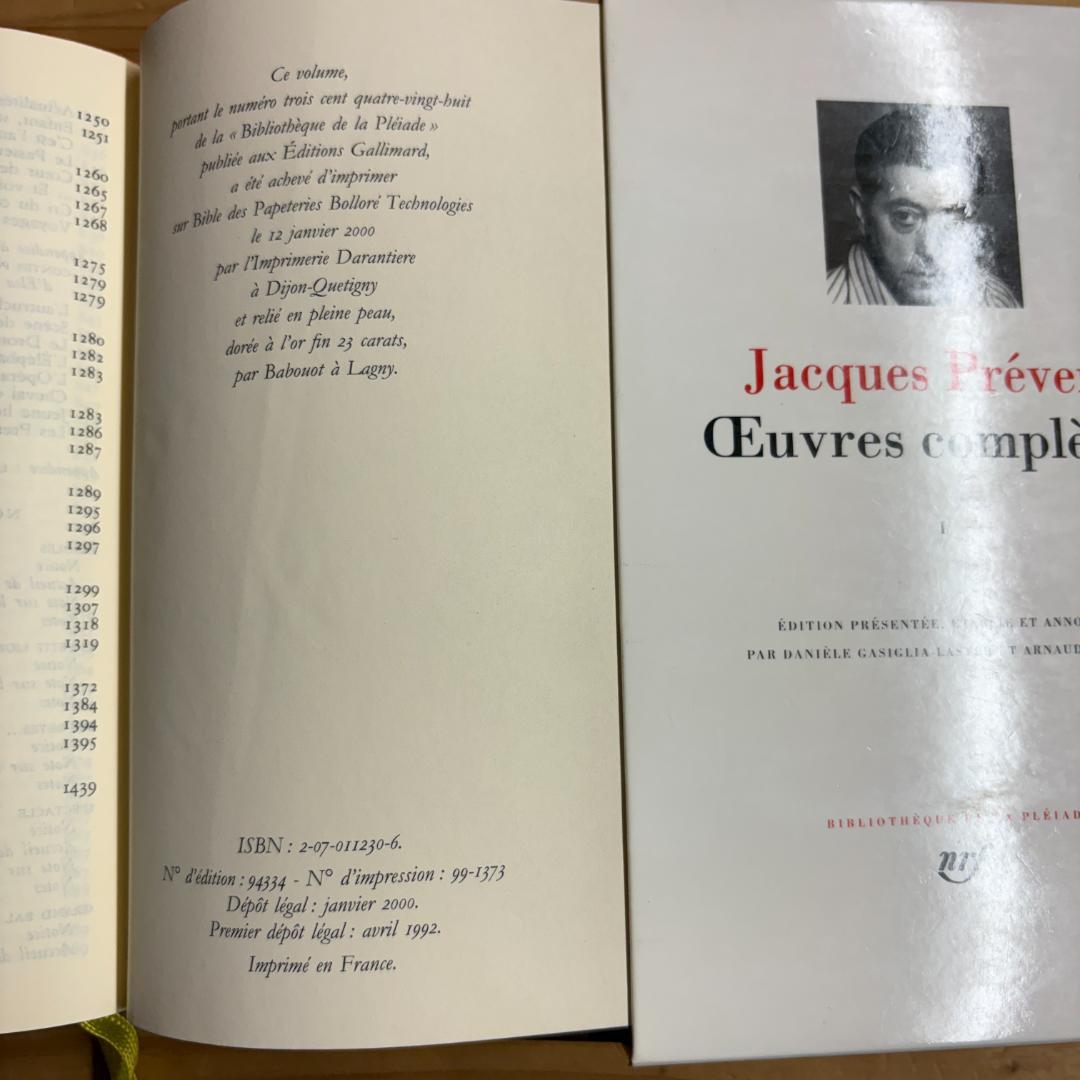 1250
1251
1260
1265
1267
1268
1275
1279
1279
1280
1282
1283
1283
1286
1287
1289
1295
1296
1297
1299
1307
1318
1319
1372
1384
1394
1395
1439
Ce volume,
portant le numéro trois cent quatre-vingt-huit
de la « Bibliothèque de la Pléiade »
publiée aux Éditions Gallimard,
a été achevé d'imprimer
sur Bible des Papeteries Bolloré Technologies
le 12 janvier 2000
par l'Imprimerie Darantiere
à Dijon-Quetigny
et relié en pleine peau,
dorée à l'or fin 23 carats,
par Babouot à Lagny.
ISBN : 2-07-011230-6.
N° d'édition : 94334 - N° d'impression : 99-1373
Dépôt légal : janvier 2000.
Premier dépôt légal : avril 1992.
Imprimé en France.
Jacques Préver
Œuvres complè
I
ÉDITION PRÉSENTÉE, ÉTABLIE ET ANNO
PAR DANIÈLE GASIGLIA-LASTER ET ARNAUD
BIBLIOTHÈQUE DE LA PLÉIAD
nrf